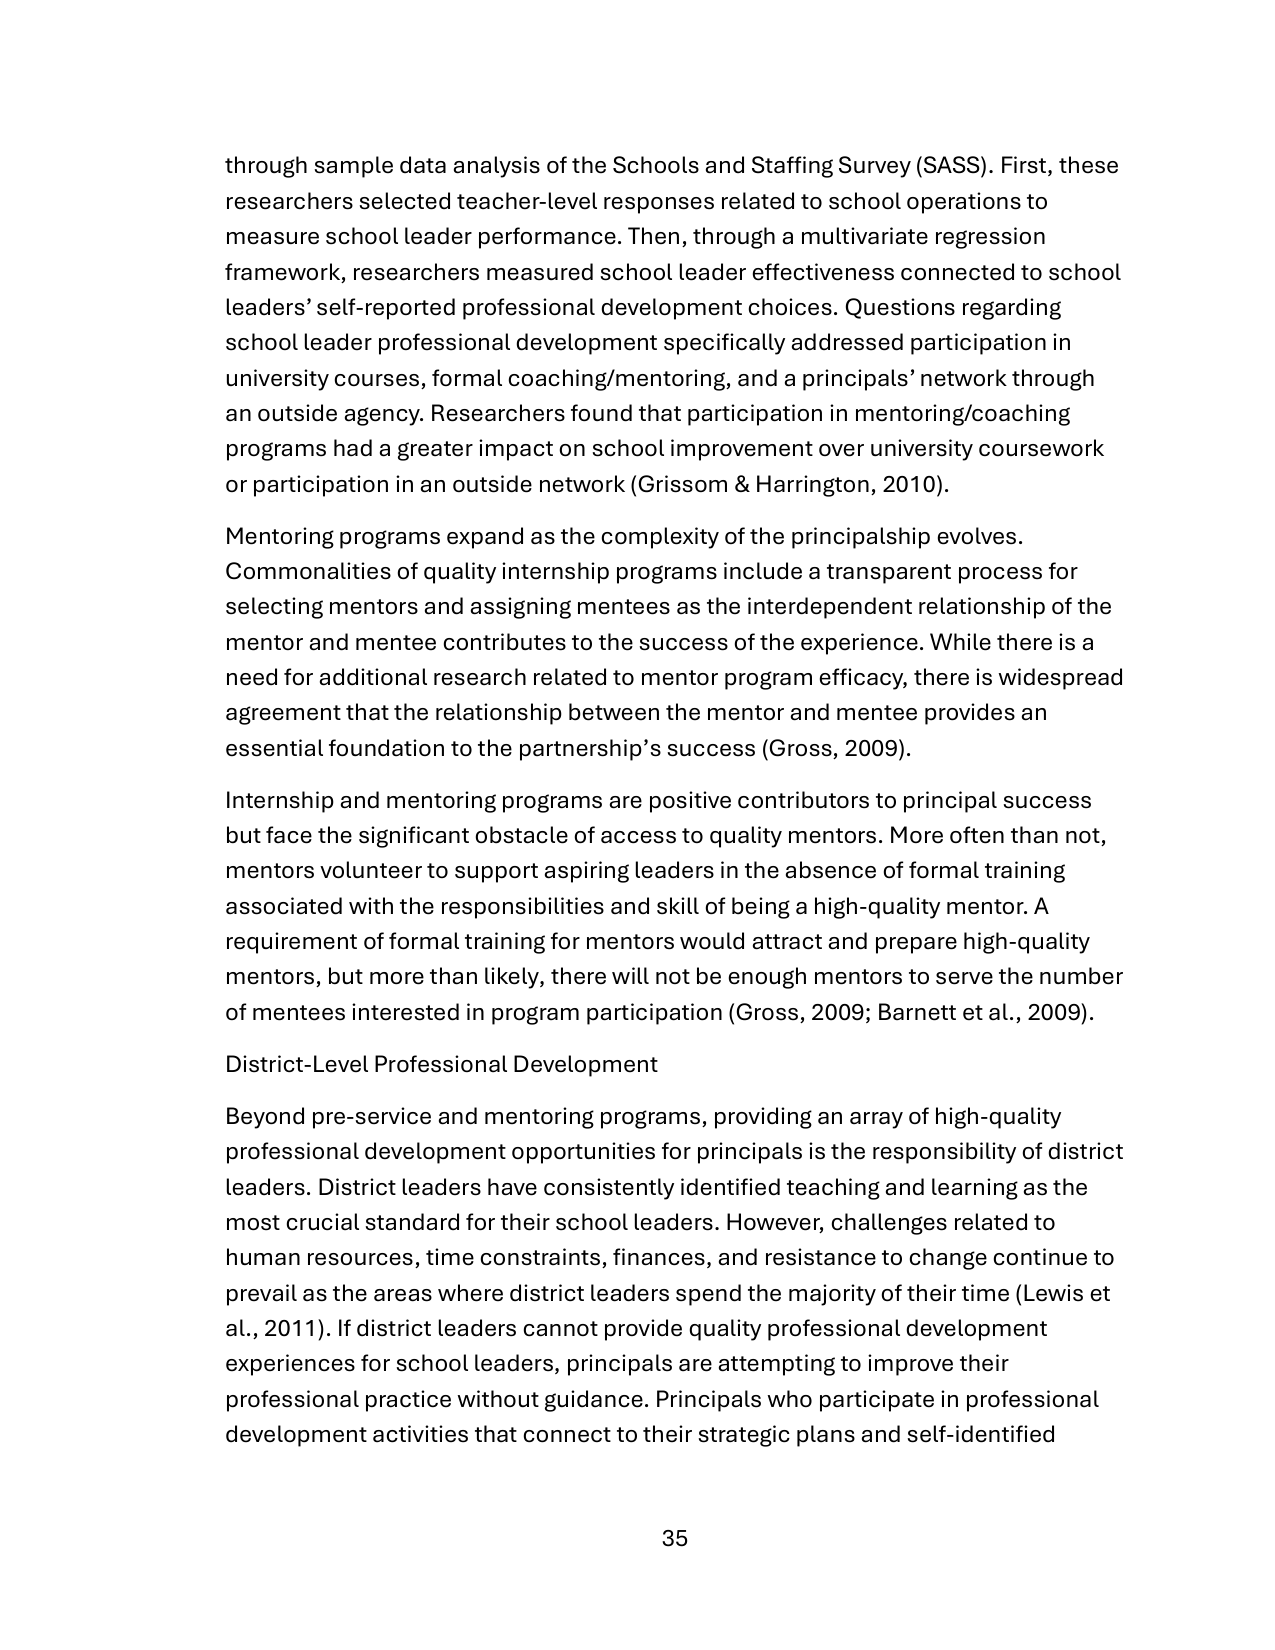 through sample data analysis of the Schools and Staffing Survey (SASS). First, these
researchers selected teacher-level responses related to school operations to
measure school leader performance. Then, through a multivariate regression
framework, researchers measured school leader effectiveness connected to school
leaders’ self-reported professional development choices. Questions regarding
school leader professional development specifically addressed participation in
university courses, formal coaching/mentoring, and a principals’ network through
an outside agency. Researchers found that participation in mentoring/coaching
programs had a greater impact on school improvement over university coursework
or participation in an outside network (Grissom & Harrington, 2010).
Mentoring programs expand as the complexity of the principalship evolves.
Commonalities of quality internship programs include a transparent process for
selecting mentors and assigning mentees as the interdependent relationship of the
mentor and mentee contributes to the success of the experience. While there is a
need for additional research related to mentor program efficacy, there is widespread
agreement that the relationship between the mentor and mentee provides an
essential foundation to the partnership’s success (Gross, 2009).
Internship and mentoring programs are positive contributors to principal success
but face the significant obstacle of access to quality mentors. More often than not,
mentors volunteer to support aspiring leaders in the absence of formal training
associated with the responsibilities and skill of being a high-quality mentor. A
requirement of formal training for mentors would attract and prepare high-quality
mentors, but more than likely, there will not be enough mentors to serve the number
of mentees interested in program participation (Gross, 2009; Barnett et al., 2009).
District-Level Professional Development
Beyond pre-service and mentoring programs, providing an array of high-quality
professional development opportunities for principals is the responsibility of district
leaders. District leaders have consistently identified teaching and learning as the
most crucial standard for their school leaders. However, challenges related to
human resources, time constraints, finances, and resistance to change continue to
prevail as the areas where district leaders spend the majority of their time (Lewis et
al., 2011). If district leaders cannot provide quality professional development
experiences for school leaders, principals are attempting to improve their
professional practice without guidance. Principals who participate in professional
development activities that connect to their strategic plans and self-identified
35